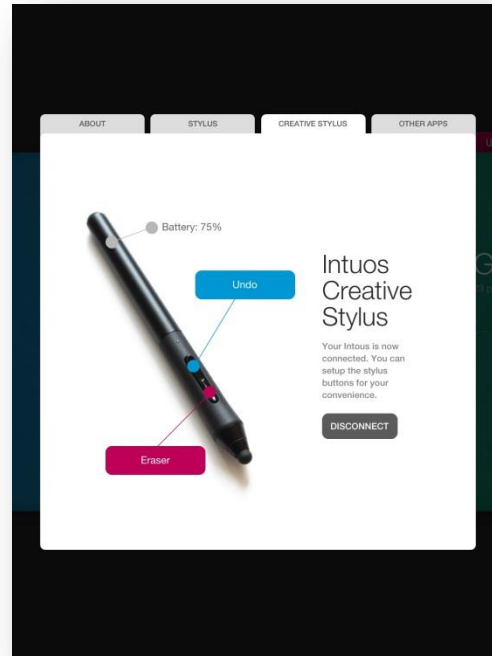 ABOUT
STYLUS
CREATIVE STYLUS
OTHER APPS
Battery: 75%
Undo
Intuos
Creative
Stylus
Your Intous is now
connected. You can
setup the stylus
buttons for your
convenience.
DISCONNECT
Eraser